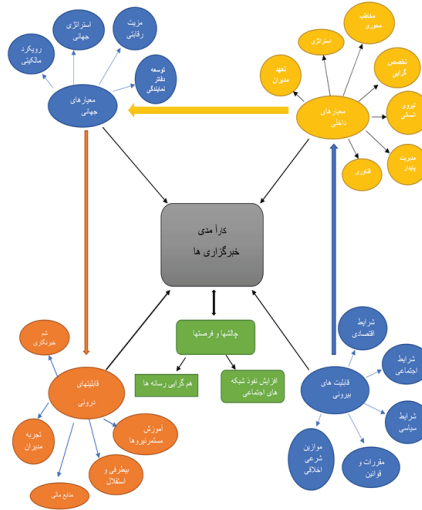 استراتژی
جهانی
مزیت
رقابتی
رویکرد
مالکیتی
توسعه
دفتر
نمایندگی
معیارهای
جهانی
مخاطب
محوری
استراتژی
تخصص
گرایی
تعهد
مدیران
نیروی
انسانی
معیارهای
داخلی
مدیریت
پایدار
فناوری
کارآمدی
خبرگزاری ها
چالشها و فرصتها
هم گرایی رسانه ها
افزایش نفوذ شبکه
های اجتماعی
شم
خبرنگاری
قابلیتهای
درونی
تجربه
مدیران
آموزش
مستمرنیروها
بیطرفی و
استقلال
منابع مالی
شرایط
اقتصادی
شرایط
اجتماعی
قابلیت های
بیرونی
شرایط
سیاسی
موازین
شرعی
اخلاقی
مقررات و
قوانین